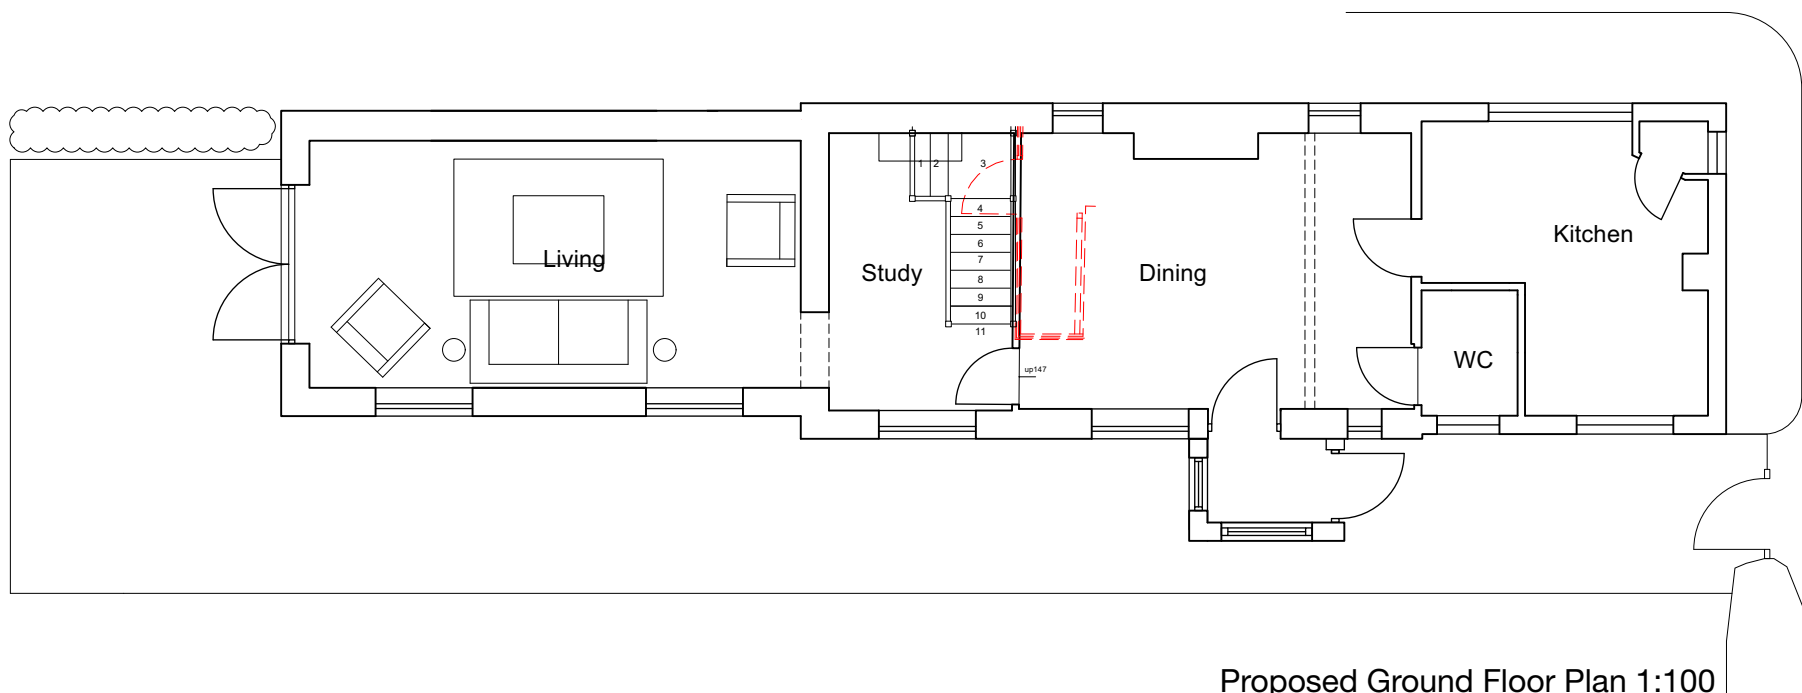 1 2 3
4
5
6
7
8
9
10
11
Living
Study
Dining
Kitchen
WC
up147
Proposed Ground Floor Plan 1:100